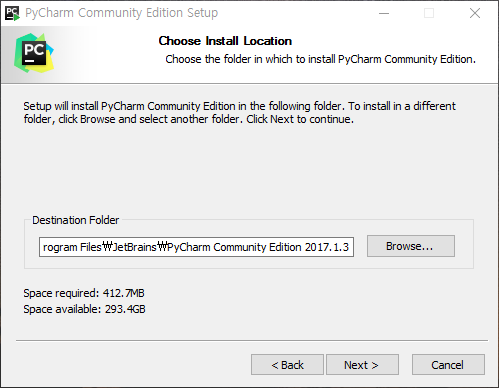 PyCharm Community Edition Setup
PC
Choose Install Location
Choose the folder in which to install PyCharm Community Edition.
PC
Setup will install PyCharm Community Edition in the following folder. To install in a different
folder, click Browse and select another folder. Click Next to continue.
Destination Folder
rogram Files₩JetBrains₩PyCharm Community Edition 2017.1.3
Browse...
Space required: 412.7MB
Space available: 293.4GB
< Back
Next >
Cancel